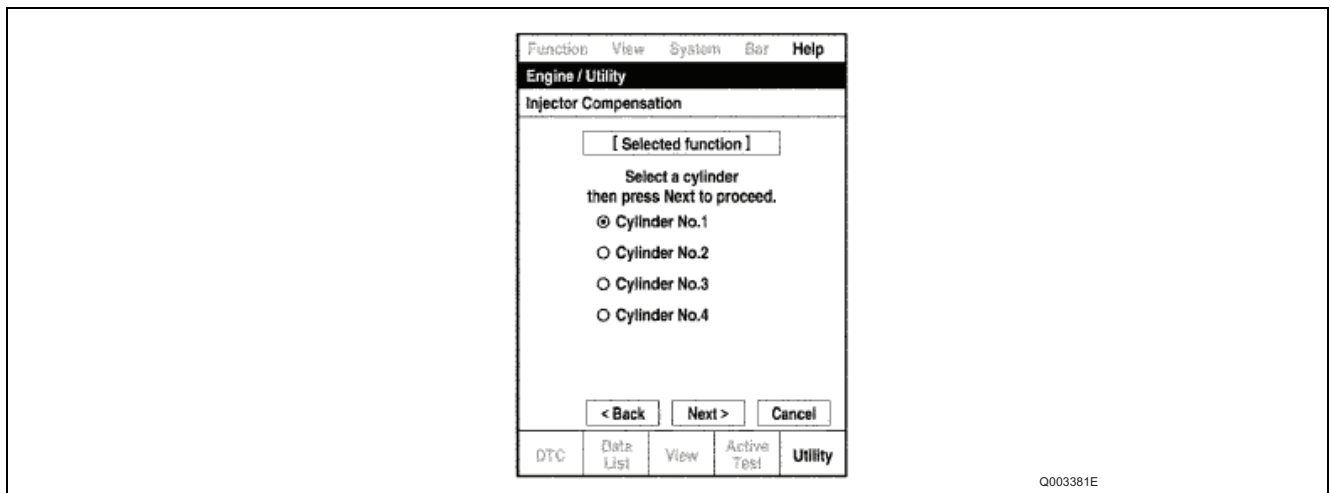 Function View System Bar Help
Engine / Utility
Injector Compensation
[ Selected function ]
Select a cylinder
then press Next to proceed.
Cylinder No.1
Cylinder No.2
Cylinder No.3
Cylinder No.4
< Back Next > Cancel
DTC Data List View Active Test Utility
Q003381E